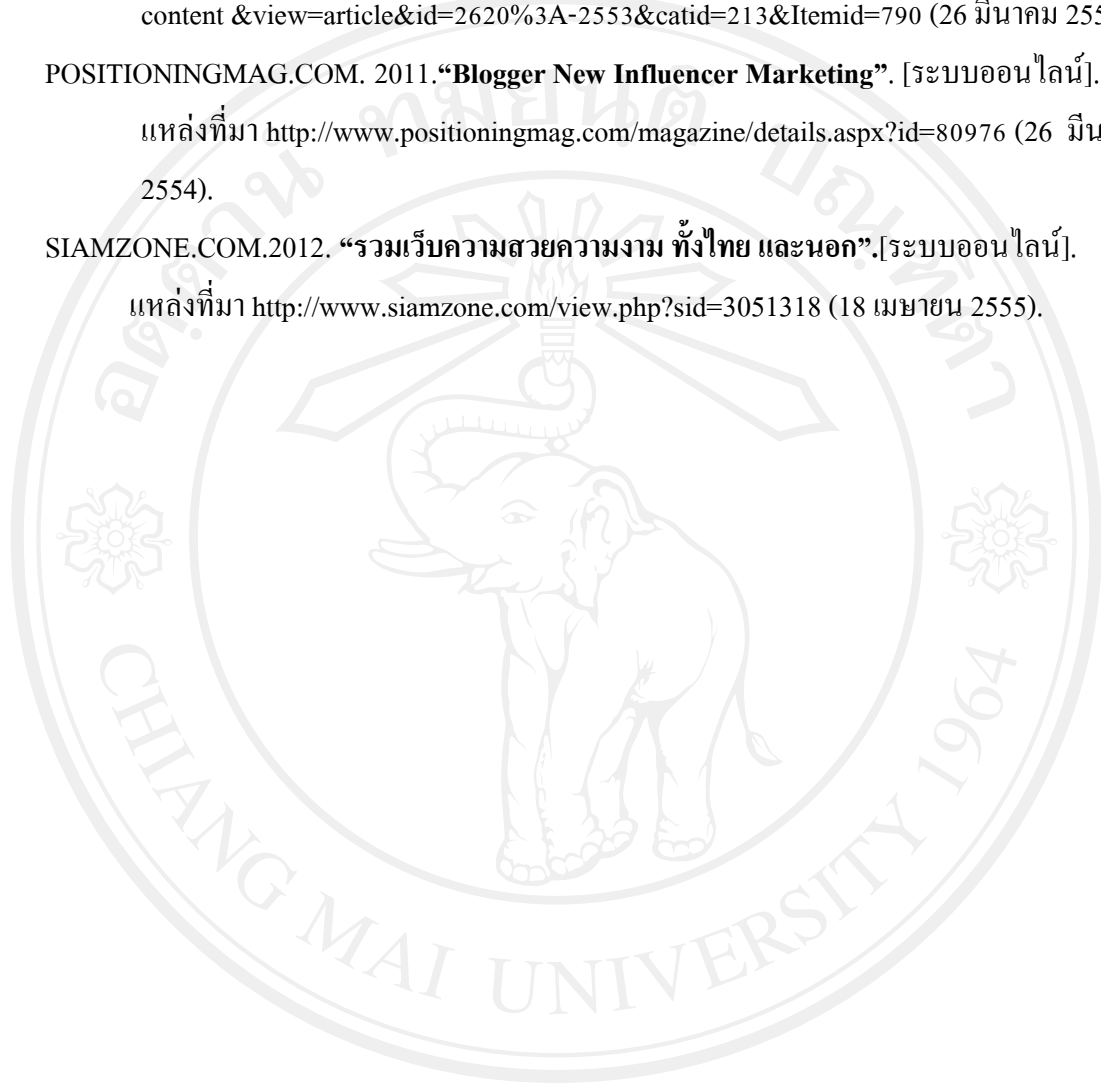 content &view=article&id=2620%3A-2553&catid=213&Itemid=790 (26 มีนาคม
POSITIONINGMAG.COM. 2011.“Blogger New Influencer Marketing”. [ระบบออนไลน์].
แหล่งที่มา http://www.positioningmag.com/magazine/details.aspx?id=80976 (26
2554).
SIAMZONE.COM.2012. “รวมเว็บความสวยความงาม ทั้งไทย และนอก”.[ระบบออนไลน์].
แหล่งที่มา http://www.siamzone.com/view.php?sid=3051318 (18 เมษายน 2555).
CHIANG MAI UNIVERSITY 1964